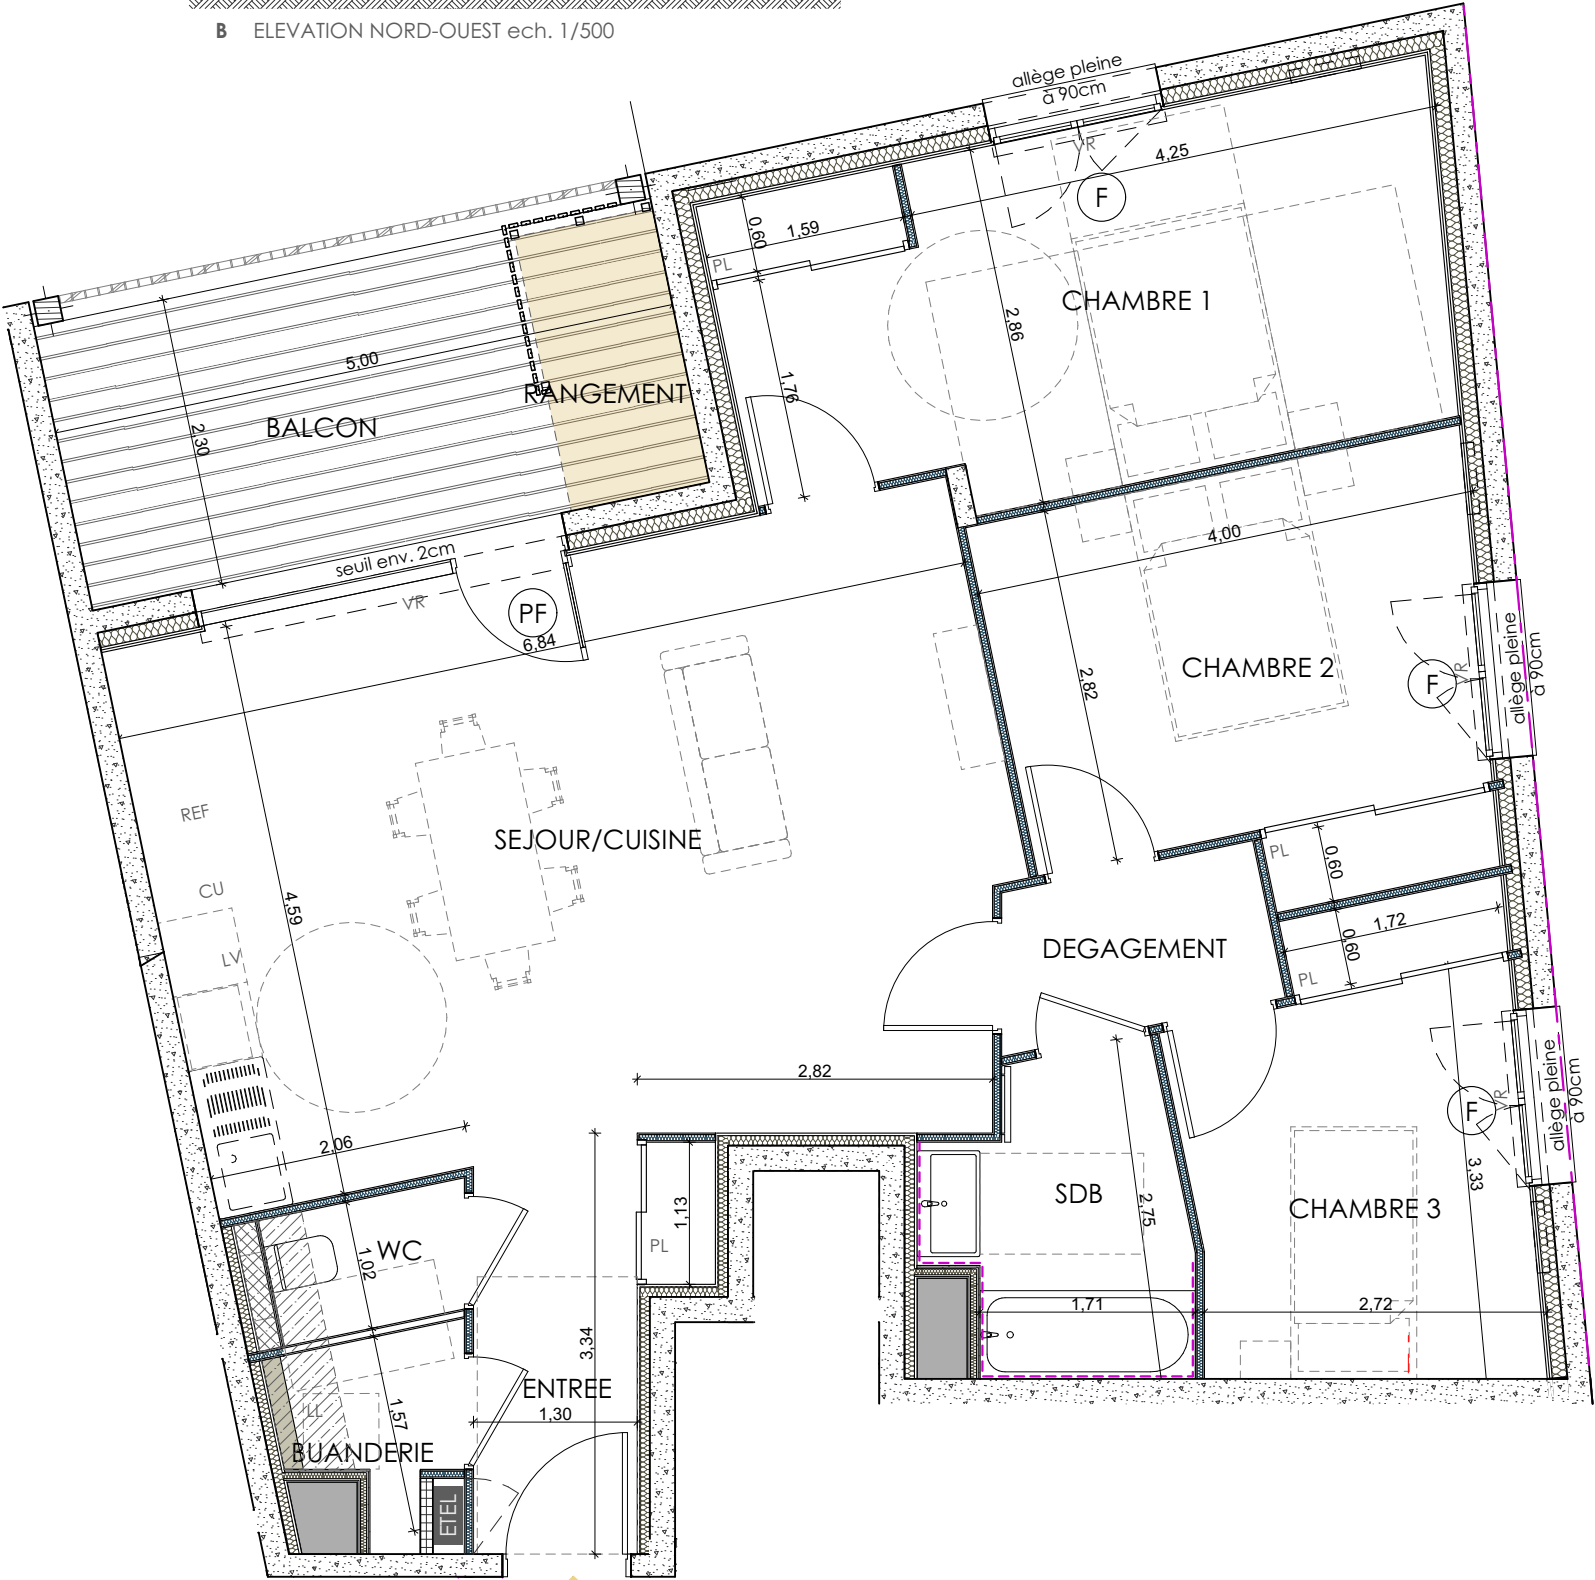 B ELEVATION NORD-OUEST ech. 1/500
allège pleine
à 90cm
VR
F
4,25
0,60
1,59
PL
CHAMBRE 1
2,86
1,76
5,00
RANGEMENT
BALCON
2,30
seuil env. 2cm
VR
PF
6,84
4,00
CHAMBRE 2
2,82
F
VR
allège pleine
à 90cm
REF
SEJOUR/CUISINE
CU
4,59
LV
PL
0,60
1,72
0,60
PL
DEGAGEMENT
2,82
2,06
allège pleine
à 90cm
VR
F
1,13
PL
SDB
2,75
3,33
CHAMBRE 3
WC
1,02
1,71
2,72
3,34
ENTREE
1,30
LL
1,57
BUANDERIE
ETEL